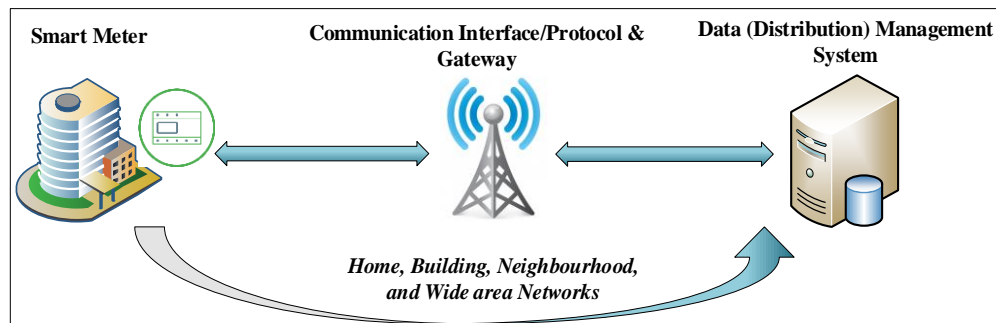 Smart Meter
Communication Interface/Protocol &
Gateway
Data (Distribution) Management
System
Home, Building, Neighbourhood,
and Wide area Networks